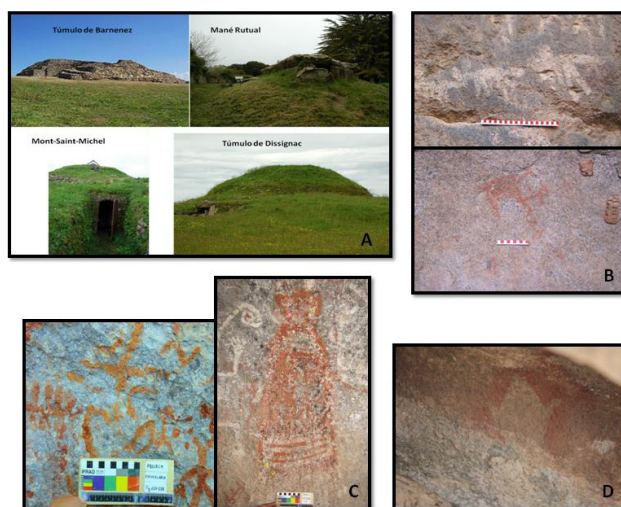 Túmulo de Barnenez
Mané Rutual
Mont-Saint-Michel
Túmulo de Dissignac
A
B
C
D